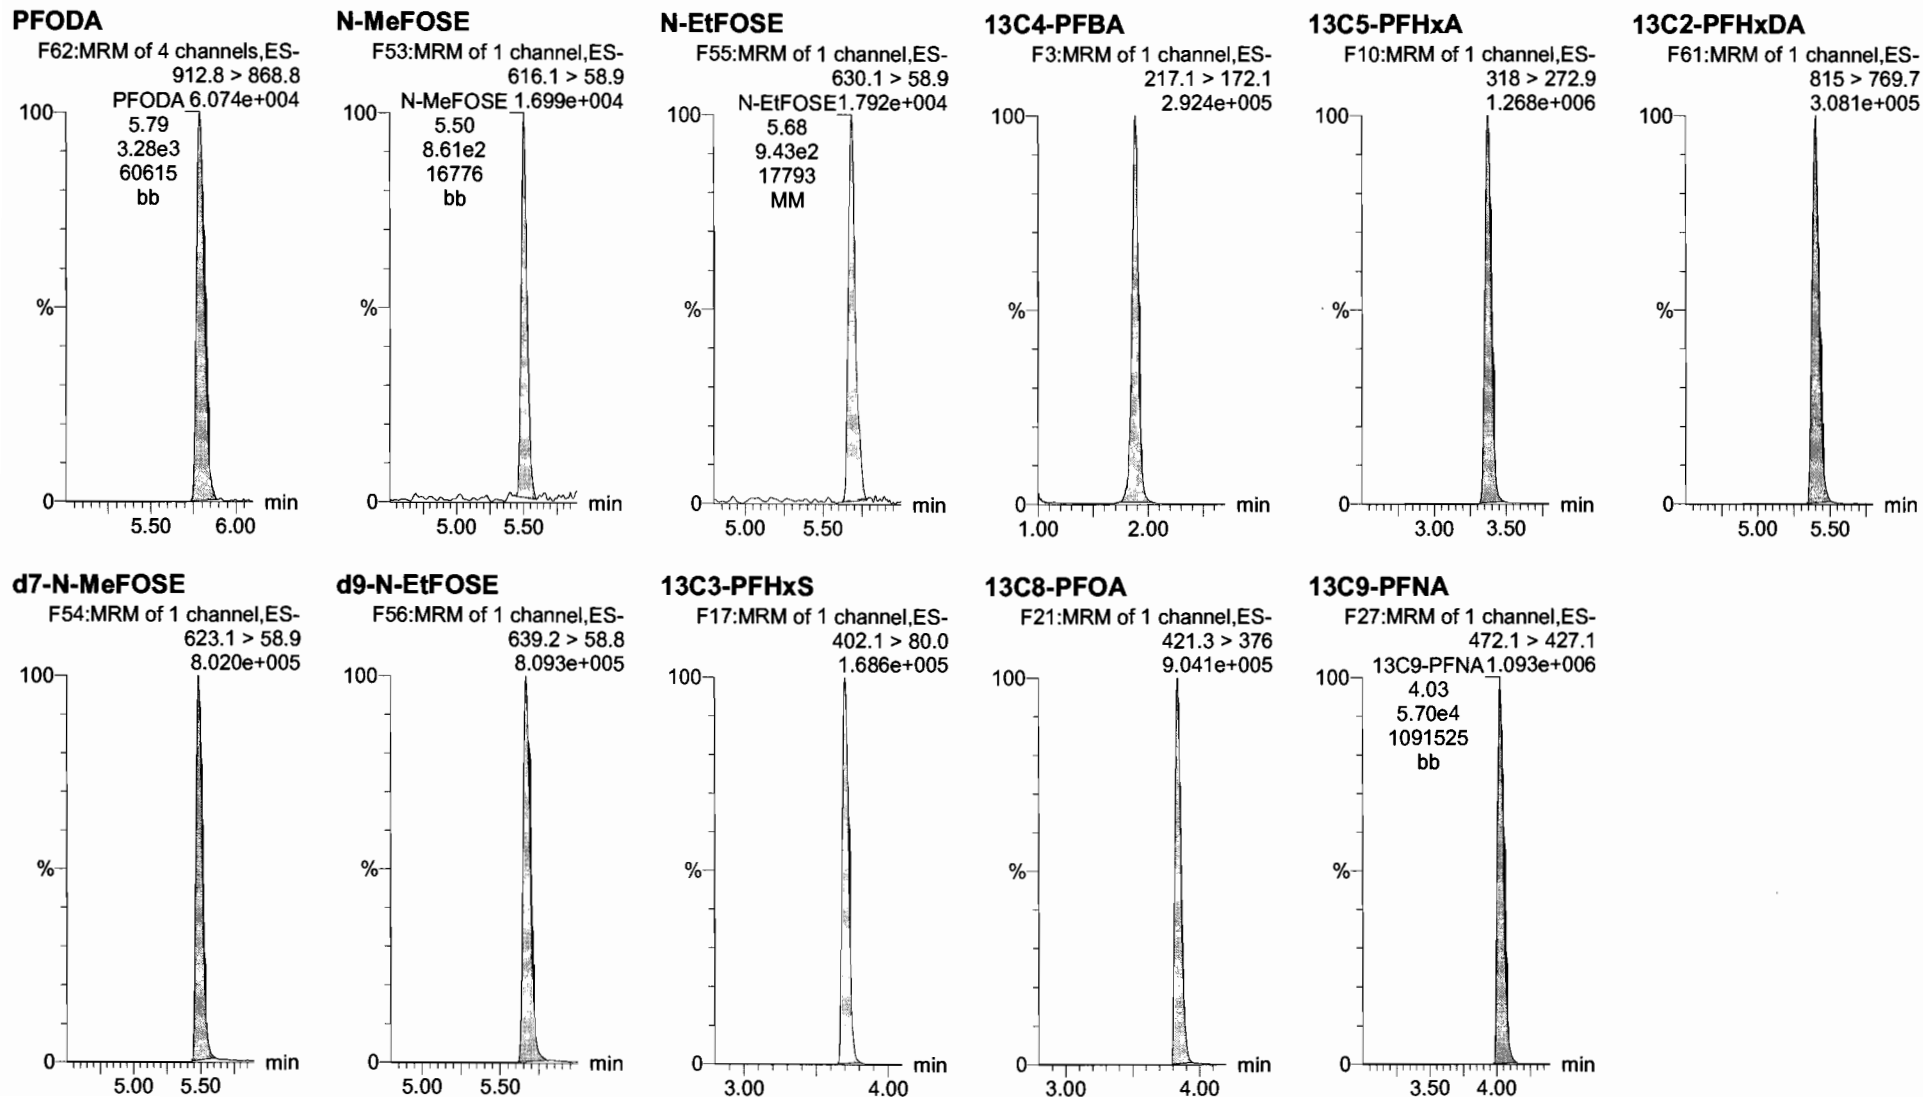 PFODA
F62:MRM of 4 channels,ES-
912.8 > 868.8
PFODA 6.074e+004
100
5.79
3.28e3
60615
bb
%
0
min
5.50 6.00
N-MeFOSE
F53:MRM of 1 channel,ES-
616.1 > 58.9
N-MeFOSE 1.699e+004
100
5.50
8.61e2
16776
bb
%
0
min
5.00 5.50
N-EtFOSE
F55:MRM of 1 channel,ES-
630.1 > 58.9
N-EtFOSE 1.792e+004
100
5.68
9.43e2
17793
MM
%
0
min
5.00 5.50
13C4-PFBA
F3:MRM of 1 channel,ES-
217.1 > 172.1
2.924e+005
100
%
0
min
1.00 2.00
13C5-PFHxA
F10:MRM of 1 channel,ES-
318 > 272.9
1.268e+006
100
%
0
min
3.00 3.50
13C2-PFHxDA
F61:MRM of 1 channel,ES-
815 > 769.7
3.081e+005
100
%
0
min
5.00 5.50
d7-N-MeFOSE
F54:MRM of 1 channel,ES-
623.1 > 58.9
8.020e+005
100
%
0
min
5.00 5.50
d9-N-EtFOSE
F56:MRM of 1 channel,ES-
639.2 > 58.8
8.093e+005
100
%
0
min
5.00 5.50
13C3-PFHxS
F17:MRM of 1 channel,ES-
402.1 > 80.0
1.686e+005
100
%
0
min
3.00 4.00
13C8-PFOA
F21:MRM of 1 channel,ES-
421.3 > 376
9.041e+005
100
%
0
min
3.00 4.00
13C9-PFNA
F27:MRM of 1 channel,ES-
472.1 > 427.1
13C9-PFNA 1.093e+006
100
4.03
5.70e4
1091525
bb
%
0
min
3.50 4.00